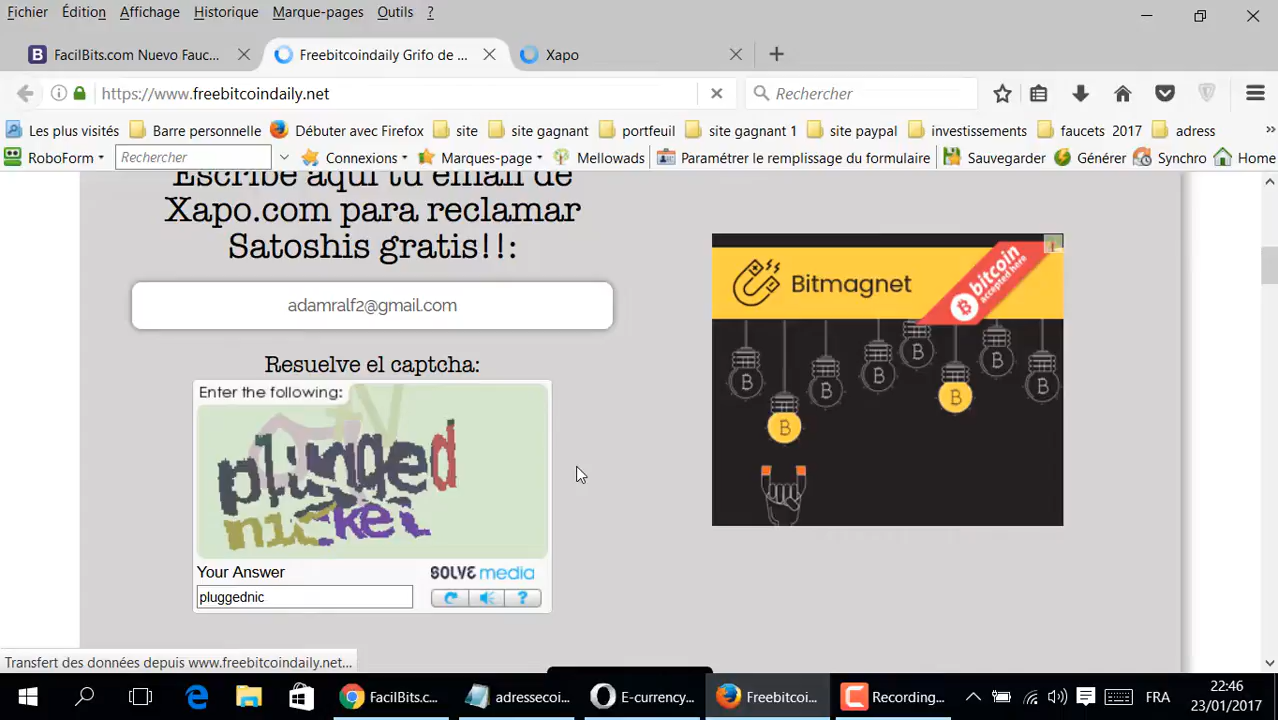 Fichier Édition Affichage Historique Marque-pages Outils ?
FacilBits.com Nuevo Fauc... Freebitcoindaily Grifo de ... Xapo
https://www.freebitcoindaily.net Rechercher
Les plus visités Barre personnelle Débuter avec Firefox site site gagnant portfeuil site gagnant 1 site paypal investissements faucets 2017 adress
RoboForm Rechercher Connexions Marques-page Mellowads Paramétrer le remplissage du formulaire Sauvegarder Générer Synchro Home
Escribe aquí tu email de
Xapo.com para reclamar
Satoshis gratis!!:
adamralf2@gmail.com
Resuelve el captcha:
Enter the following:
plugged
nickel
Your Answer
SOLVE media
pluggednic
?
Bitmagnet
bitcoin
accepted here
Transfert des données depuis www.freebitcoindaily.net...
FacilBits.c... adressecoi... E-currency... Freebitcoi... Recording... FRA
22:46
23/01/2017